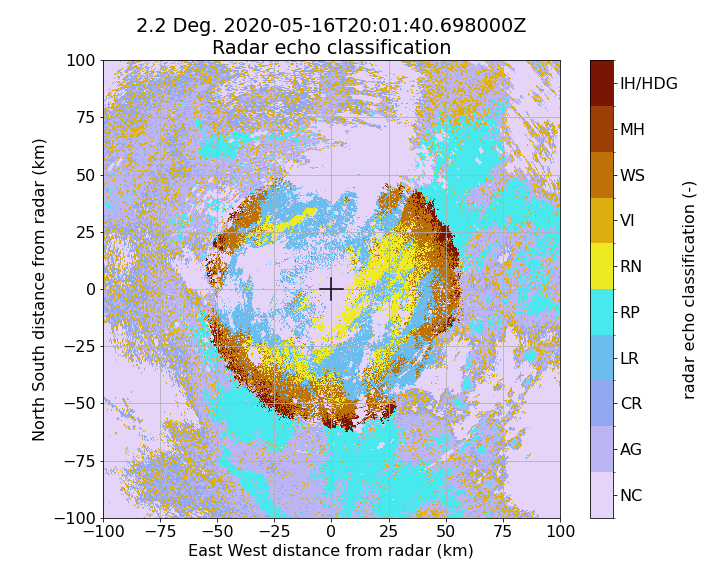 2.2 Deg. 2020-05-16T20:01:40.698000Z
Radar echo classification
100
75
50
25
0
−25
−50
−75
−100
−100
−75
−50
−25
0
25
50
75
100
North South distance from radar (km)
East West distance from radar (km)
IH/HDG
MH
WS
VI
RN
RP
LR
CR
AG
NC
radar echo classification (-)